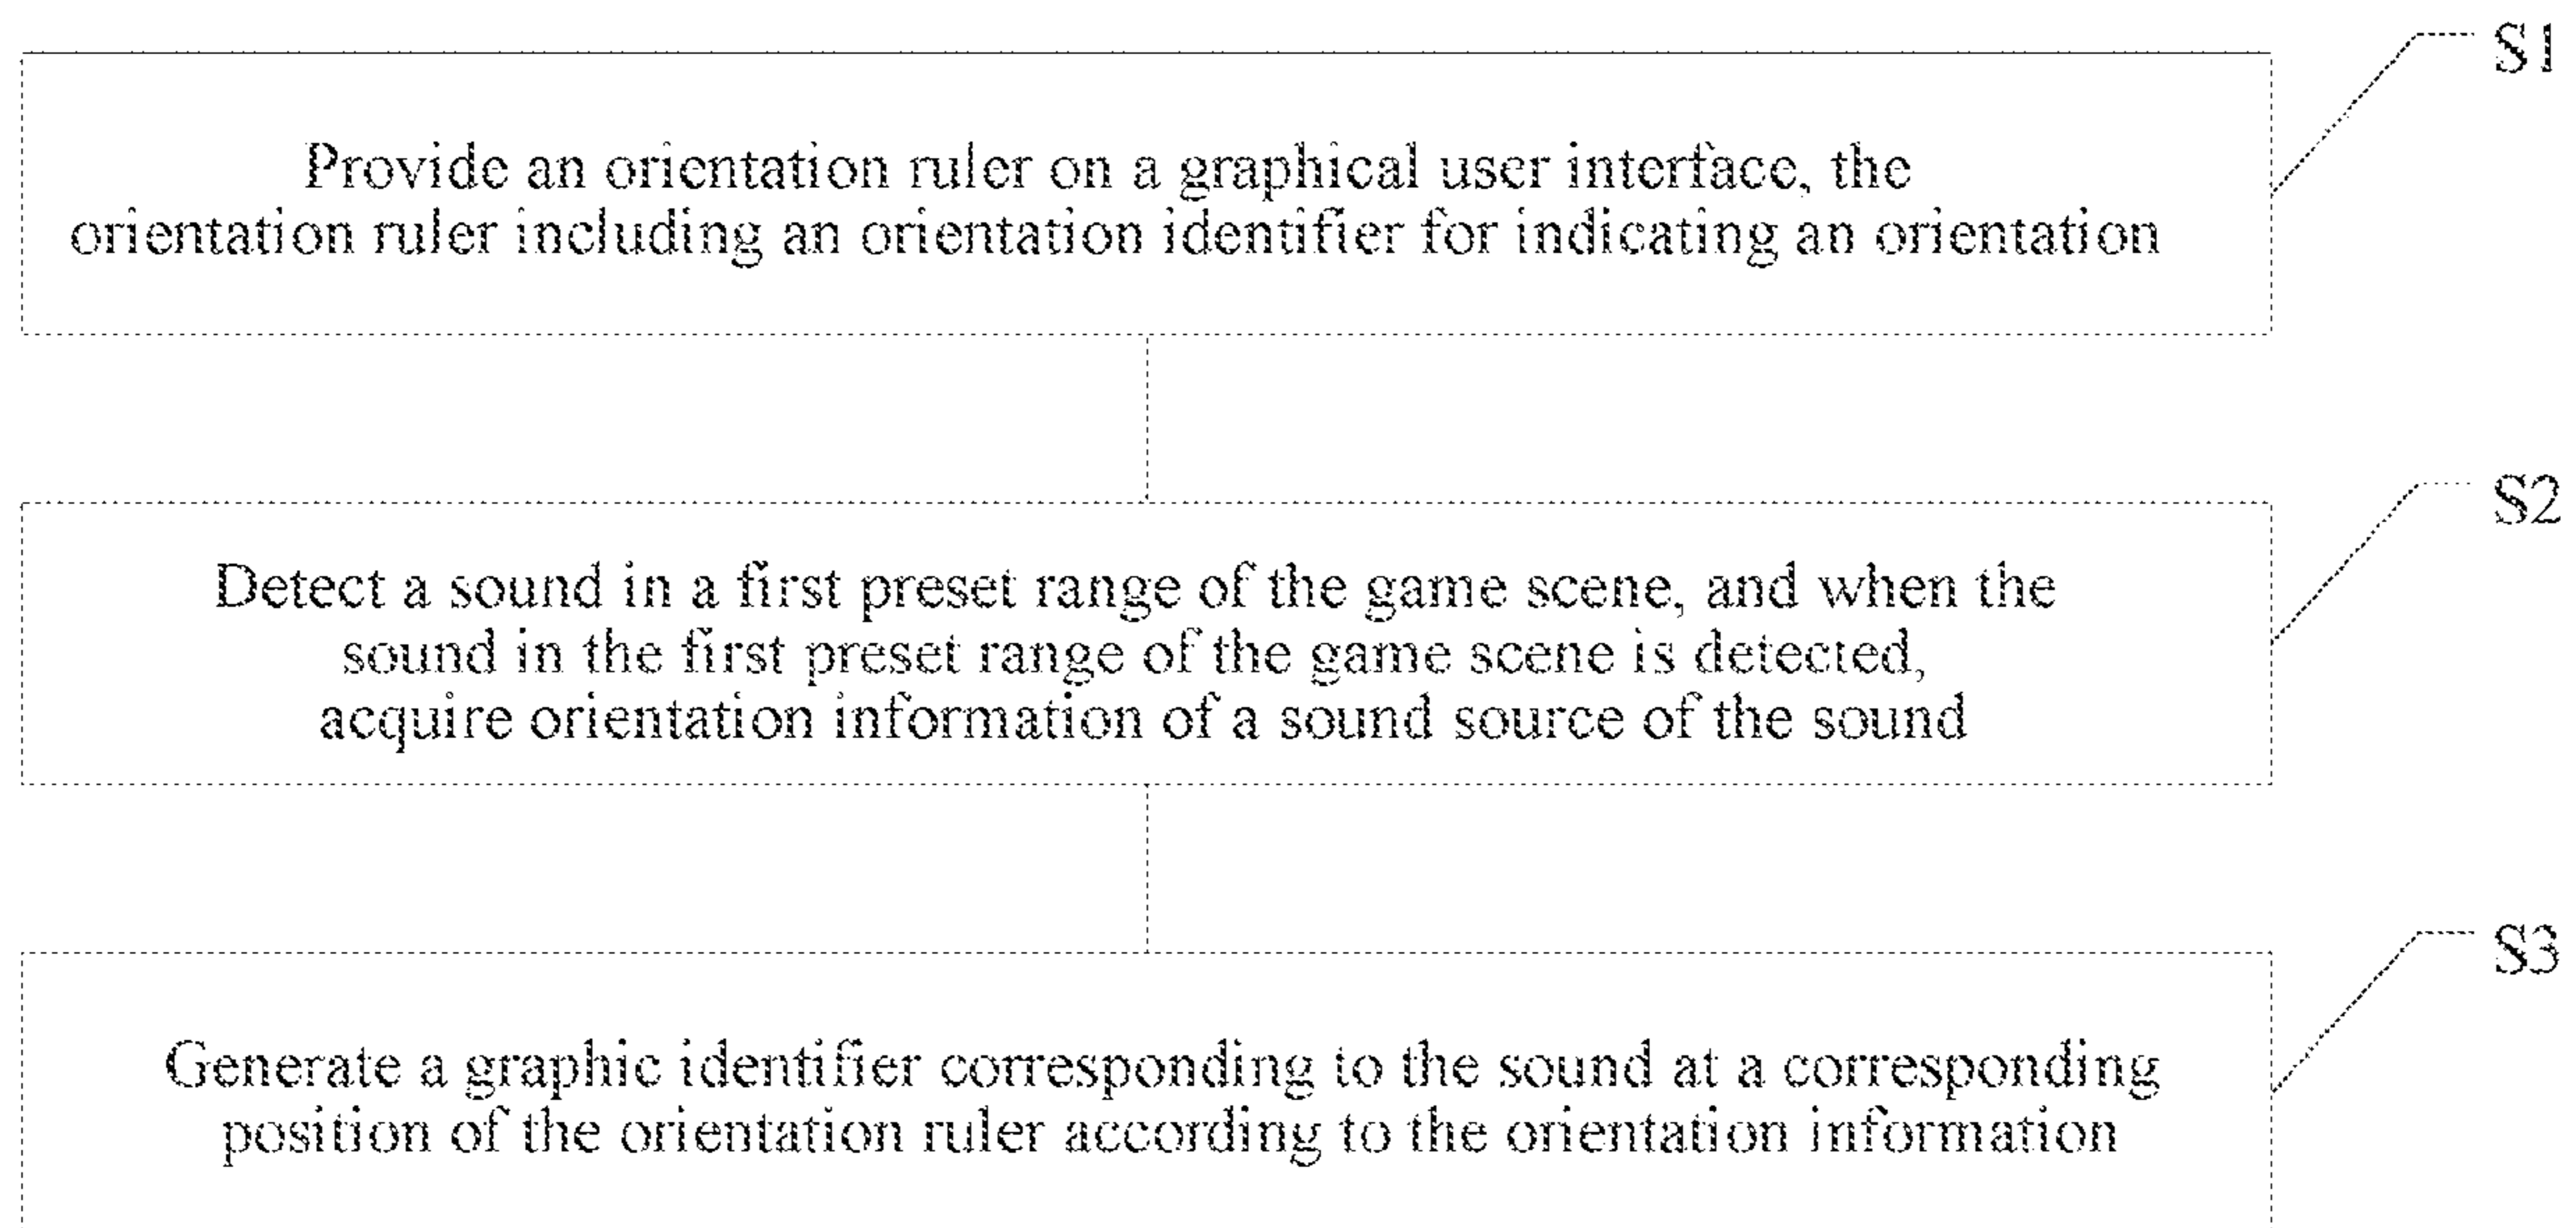 S1
Provide an orientation ruler on a graphical user interface, the
orientation ruler including an orientation identifier for indicating an orientation
S2
Detect a sound in a first preset range of the game scene, and when the
sound in the first preset range of the game scene is detected,
acquire orientation information of a sound source of the sound
S3
Generate a graphic identifier corresponding to the sound at a corresponding
position of the orientation ruler according to the orientation information